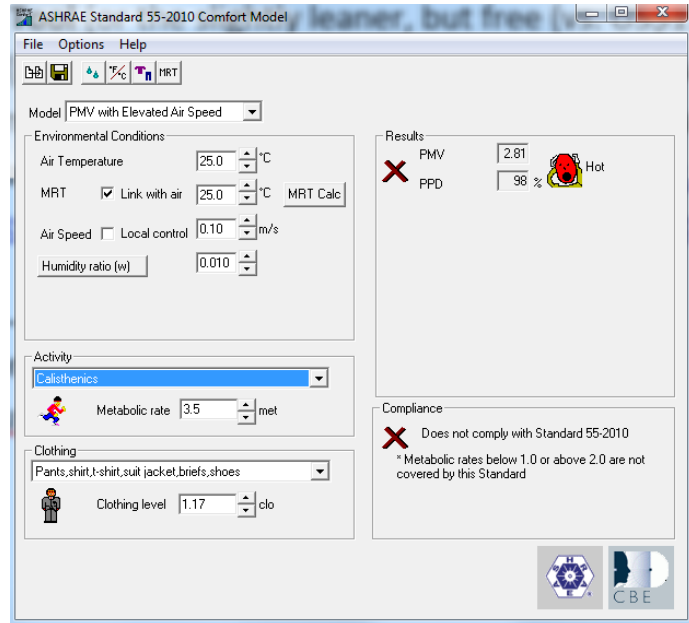 ASHRAE Standard 55-2010 Comfort Model
File Options Help
°F/c MRT
Model PMV with Elevated Air Speed
Environmental Conditions
Air Temperature 25.0 °C
MRT Link with air 25.0 °C MRT Calc
Air Speed Local control 0.10 m/s
Humidity ratio (w) 0.010
Activity
Calisthenics
Metabolic rate 3.5 met
Clothing
Pants,shirt,t-shirt,suit jacket,briefs,shoes
Clothing level 1.17 clo
Results
PMV 2.81
Hot
PPD 98 %
Compliance
Does not comply with Standard 55-2010
* Metabolic rates below 1.0 or above 2.0 are not
covered by this Standard
CBE